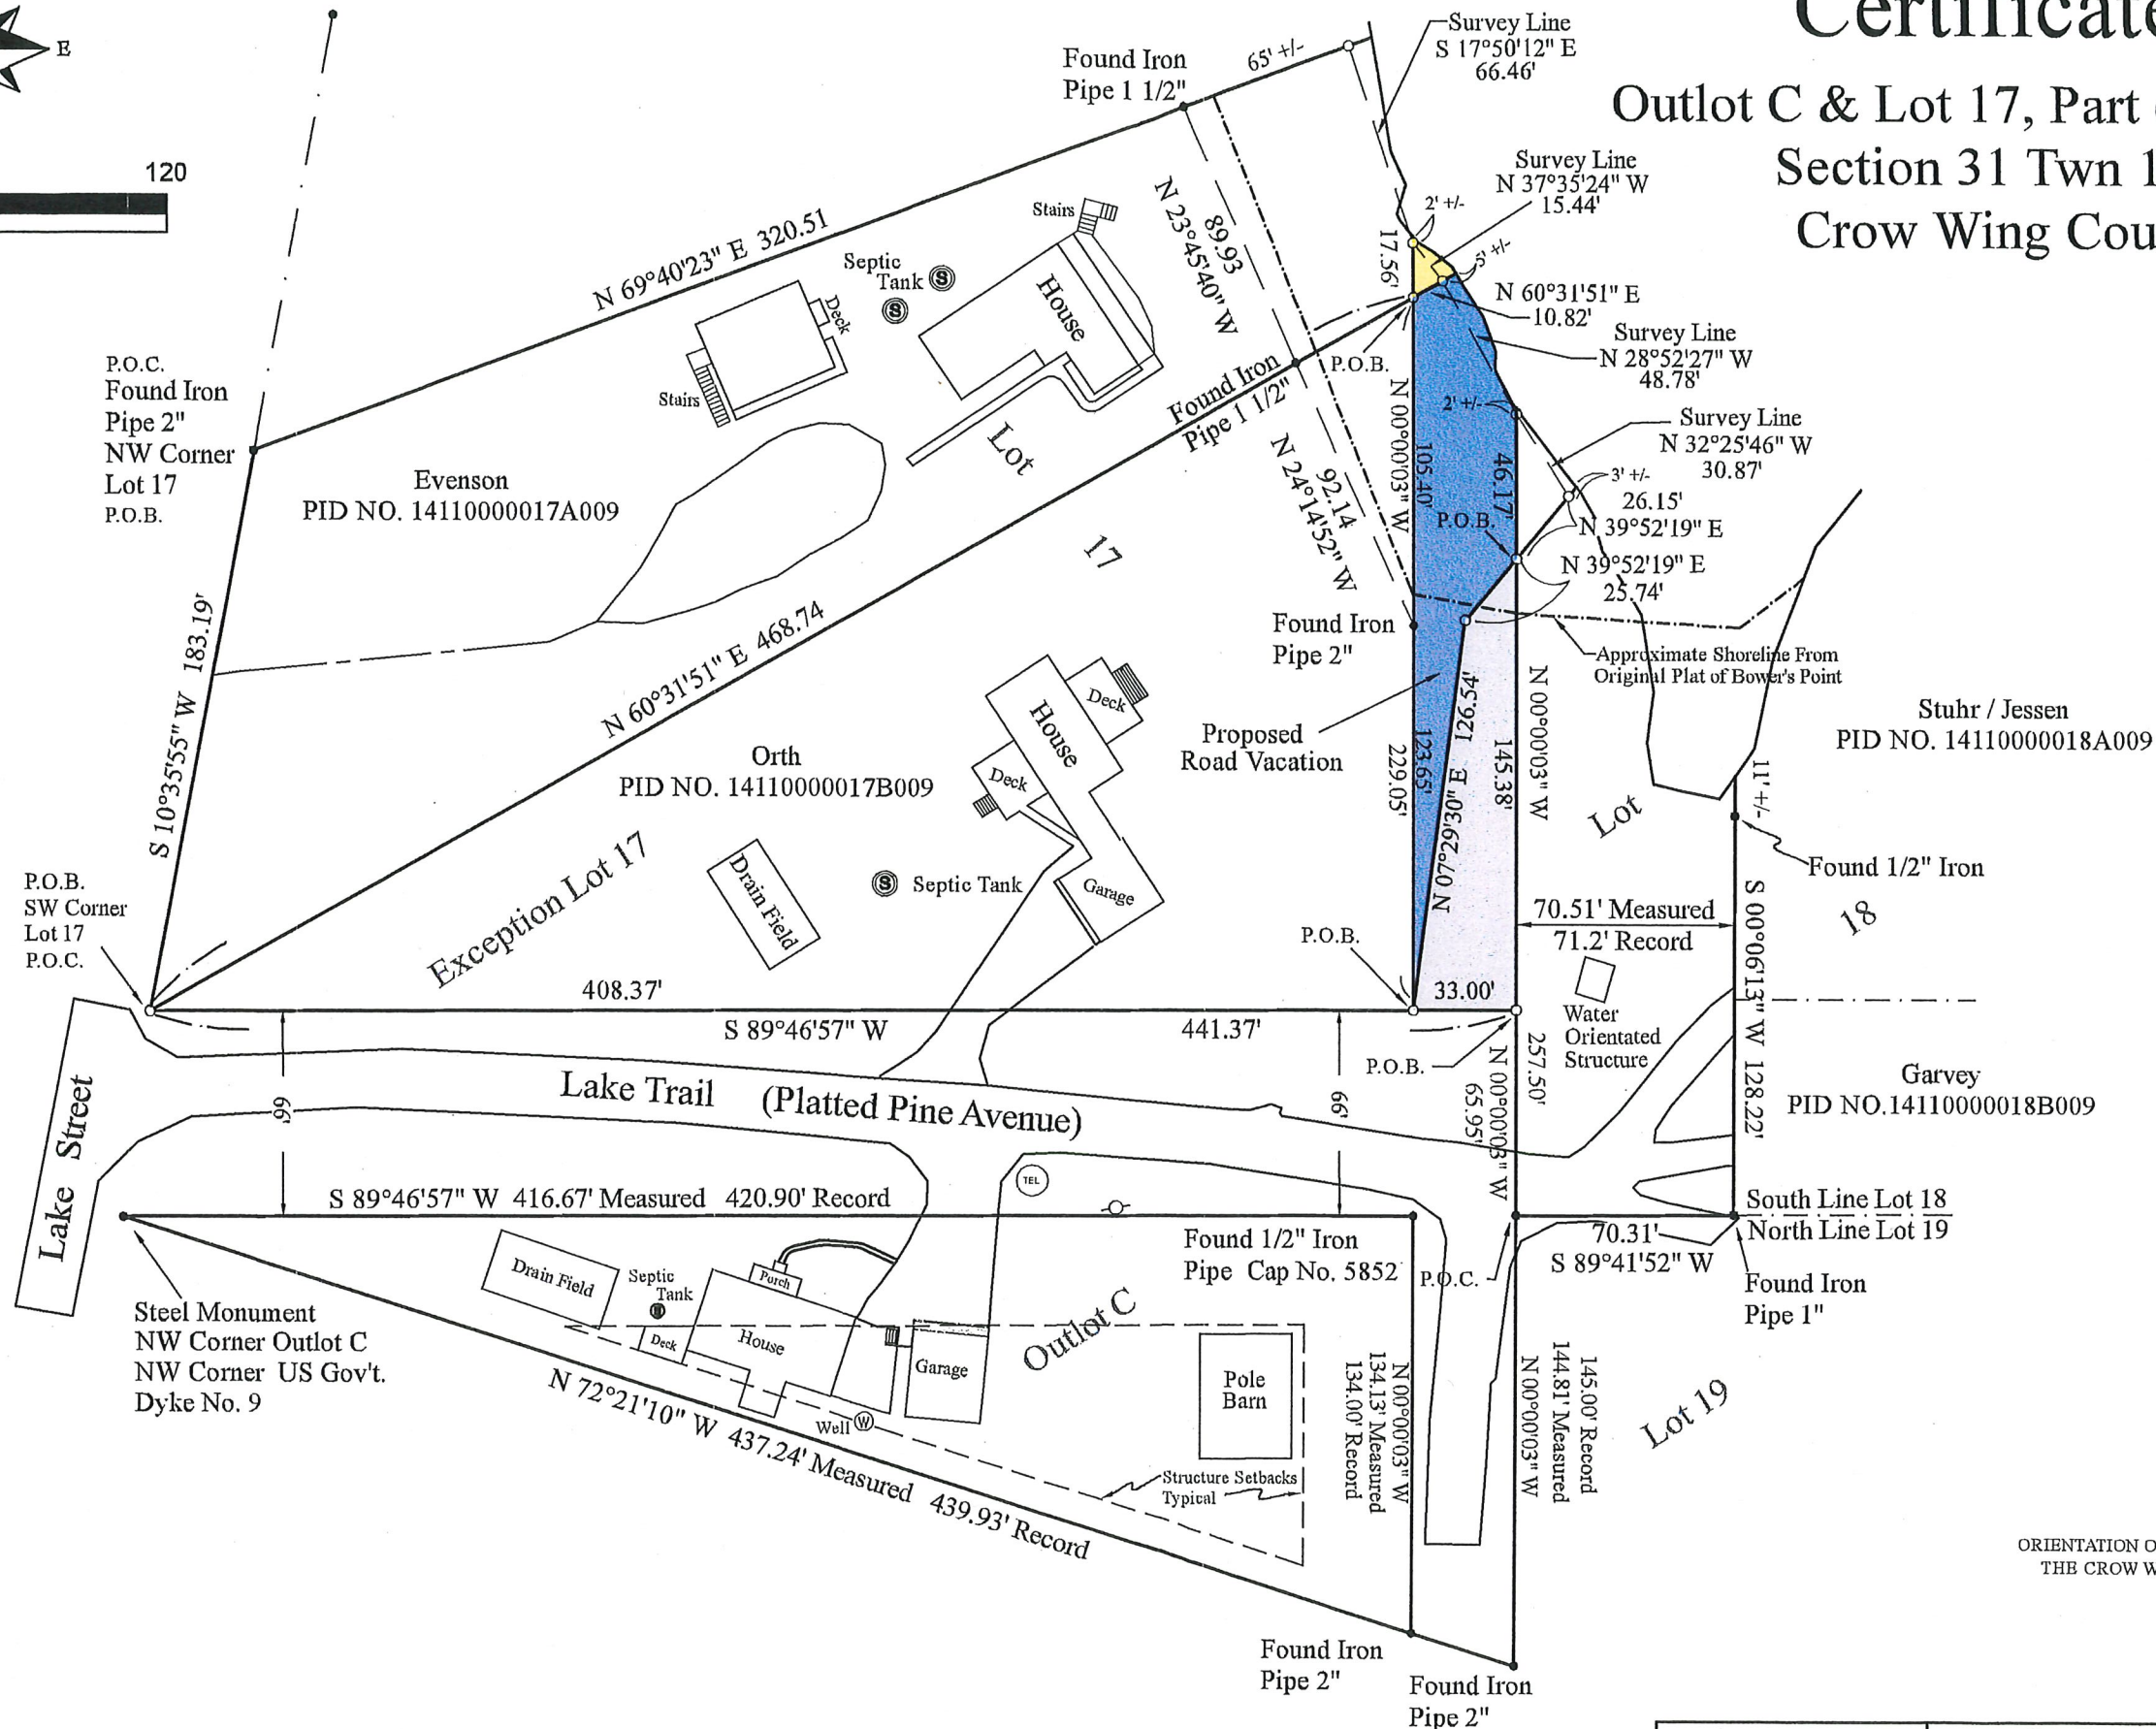 Certificate
Outlot C & Lot 17, Part
Section 31 Twn 1
Crow Wing Cou
E
120
Survey Line
S 17°50'12" E
66.46'
Found Iron
Pipe 1 1/2"
65' +/-
Survey Line
N 37°35'24" W
15.44'
2' +/-
5' +/-
17.56'
N 60°31'51" E
10.82'
Survey Line
N 28°52'27" W
48.78'
2' +/-
Survey Line
N 32°25'46" W
30.87'
3' +/-
26.15'
N 39°52'19" E
N 39°52'19" E
25.74'
N 69°40'23" E 320.51
Stairs
Septic
Tank
S
S
House
Deck
Stairs
89.93
N 23°45'40" W
Found Iron
Pipe 1 1/2"
P.O.B.
N 00°00'03" W
105.40'
46.17'
P.O.B.
92.14
N 24°14'52" W
P.O.C.
Found Iron
Pipe 2"
NW Corner
Lot 17
P.O.B.
Evenson
PID NO. 14110000017A009
Lot
17
S 10°35'55" W 183.19'
N 60°31'51" E 468.74
Found Iron
Pipe 2"
Approximate Shoreline From
Original Plat of Bower's Point
Stuhr / Jessen
PID NO. 14110000018A009
Orth
PID NO. 14110000017B009
House
Deck
Deck
Garage
Proposed
Road Vacation
123.65'
229.05'
N 07°29'30" E 126.54'
145.38'
N 00°00'03" W
Lot
18
11' +/-
Found 1/2" Iron
S 00°06'13" W 128.22'
70.51' Measured
71.2' Record
Water
Orientated
Structure
P.O.B.
SW Corner
Lot 17
P.O.C.
Exception Lot 17
Drain Field
S
Septic Tank
P.O.B.
408.37'
33.00'
S 89°46'57" W
441.37'
P.O.B.
66'
66'
N 00°00'03" W
65.95'
257.50'
Garvey
PID NO.14110000018B009
Lake Street
Lake Trail (Platted Pine Avenue)
TEL
S 89°46'57" W 416.67' Measured 420.90' Record
South Line Lot 18
North Line Lot 19
70.31'
S 89°41'52" W
Found Iron
Pipe 1"
Found 1/2" Iron
Pipe Cap No. 5852
P.O.C.
Steel Monument
NW Corner Outlot C
NW Corner US Gov't.
Dyke No. 9
Drain Field
Septic
Tank
Porch
Deck
House
Garage
Well
W
Outlot C
Pole
Barn
Structure Setbacks
Typical
N 72°21'10" W 437.24' Measured 439.93' Record
N 00°00'03" W
134.13' Measured
134.00' Record
N 00°00'03" W
144.81' Measured
145.00' Record
Lot 19
ORIENTATION O
THE CROW W
Found Iron
Pipe 2"
Found Iron
Pipe 2"